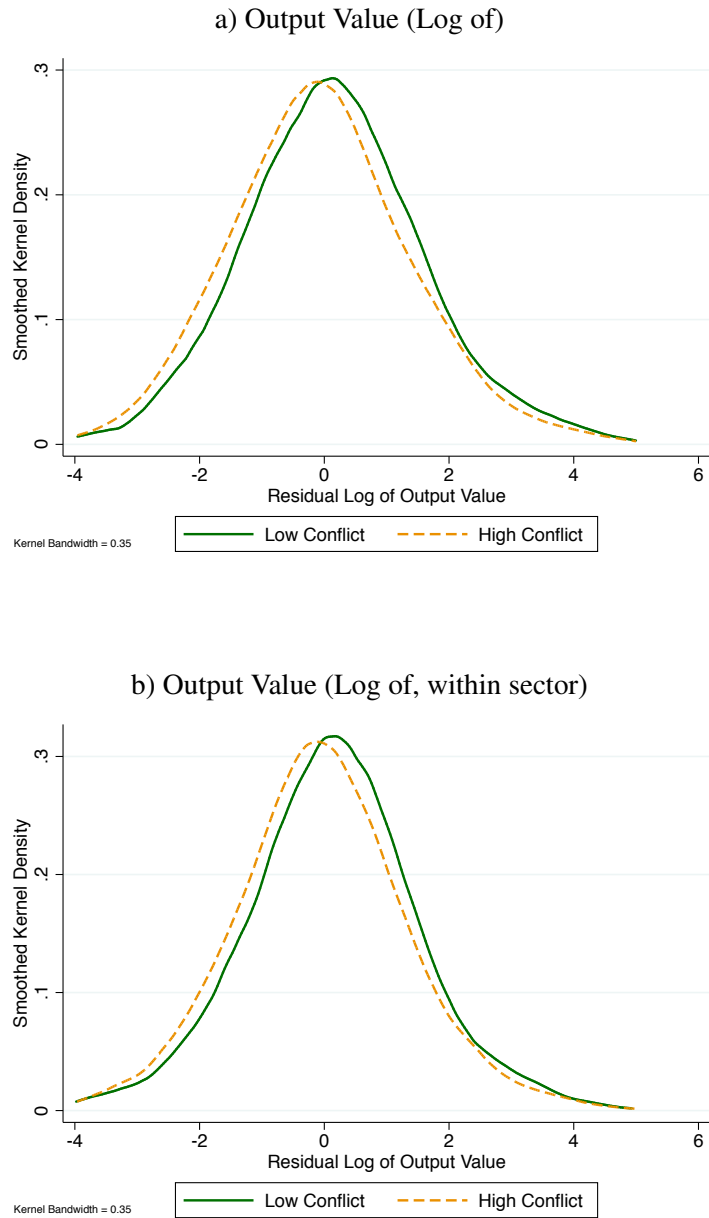 a) Output Value (Log of)
.3
.2
.1
0
Smoothed Kernel Density
-4 -2 0 2 4 6
Residual Log of Output Value
Low Conflict High Conflict
Kernel Bandwidth = 0.35
b) Output Value (Log of, within sector)
.3
.2
.1
0
Smoothed Kernel Density
-4 -2 0 2 4 6
Residual Log of Output Value
Low Conflict High Conflict
Kernel Bandwidth = 0.35